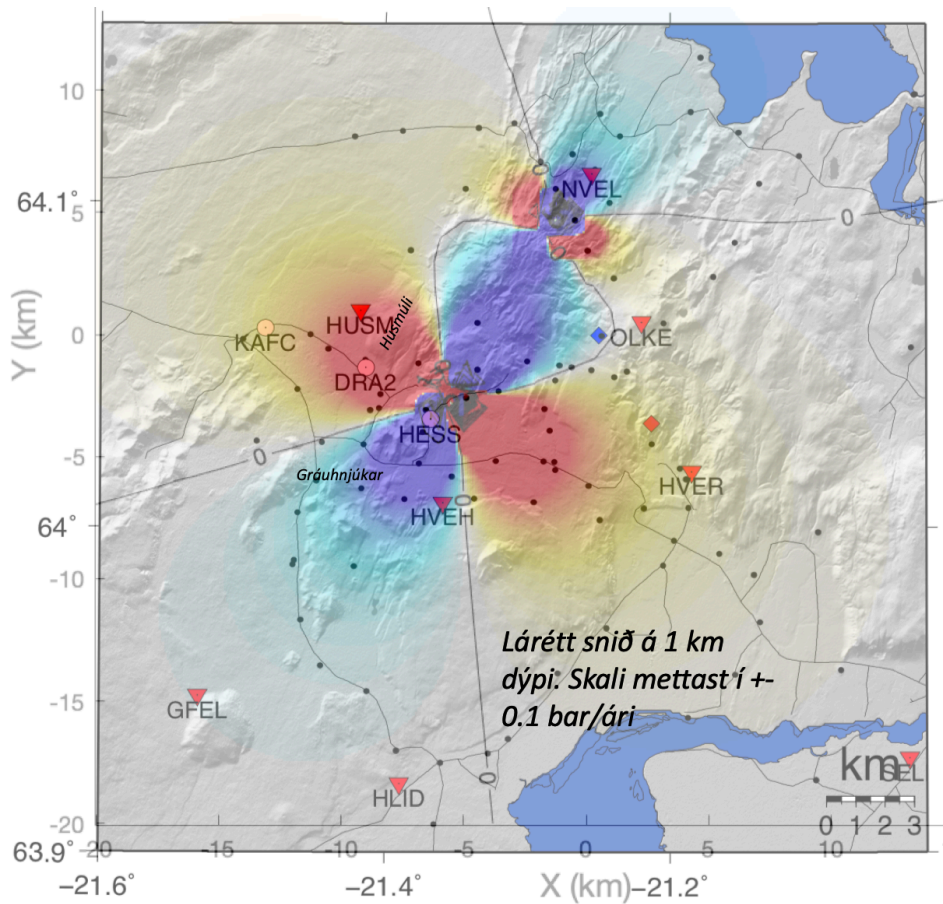 10
0
NVEL
64.1°
5
0
0
Y (km)
HUSM
Húsmúli
0
KAFC
OLKE
DRA2
HESS
-5
0
Gráuhnjúkar
HVER
0
HVEH
64°
-10
Lárétt snið á 1 km
dýpi. Skali mettast í +-
0.1 bar/ári
-15
GFEL
km
SEL
0
HLID
-20
0 1 2 3
63.9°
-20
-15
-10
-5
0
5
10
-21.6°
-21.4°
X (km)
-21.2°